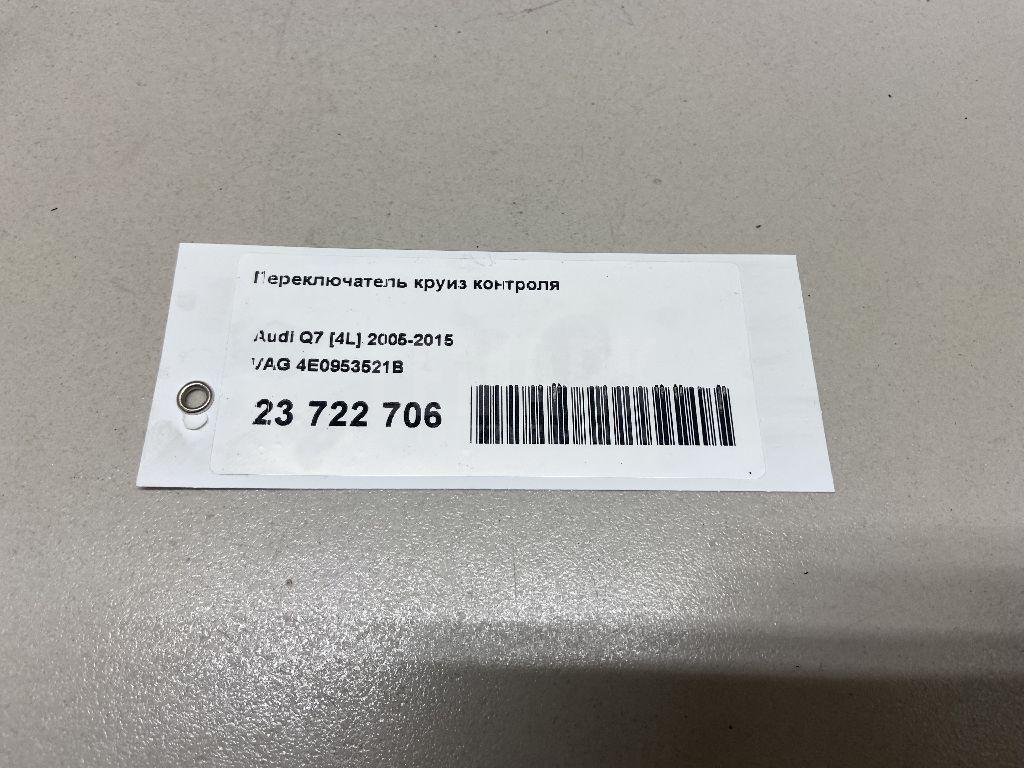 Переключатель круиз контроля
Audi Q7 [4L] 2005-2015
VAG 4E0953521B
23 722 706